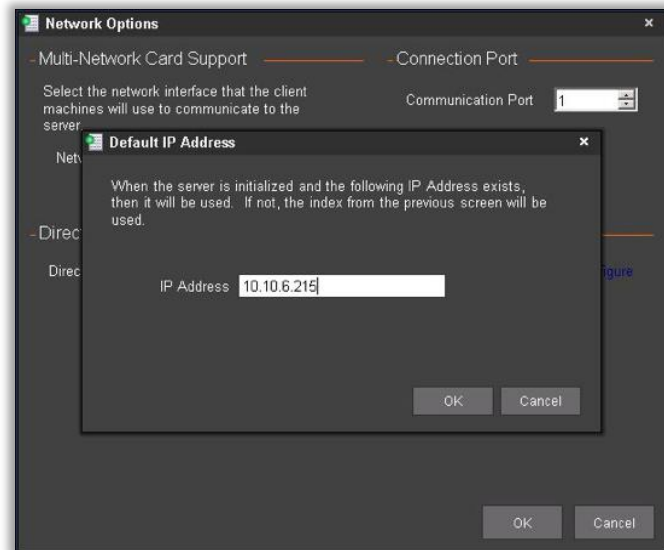 Network Options
Multi-Network Card Support
Connection Port
Select the network interface that the client
machines will use to communicate to the
server.
Communication Port 1
Default IP Address
When the server is initialized and the following IP Address exists,
then it will be used. If not, the index from the previous screen will be
used.
IP Address 10.10.6.215
OK Cancel
OK Cancel